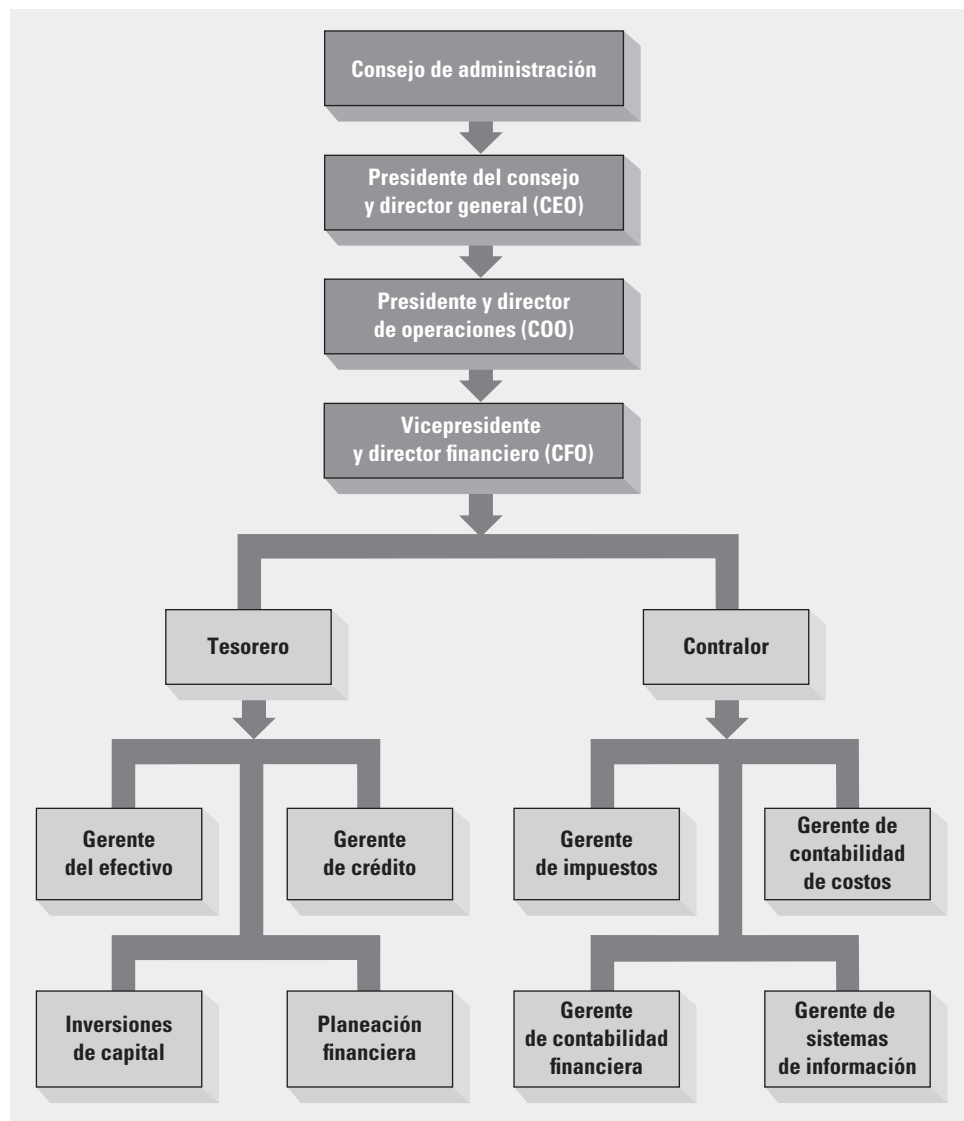 Consejo de administración
Presidente del consejo
y director general (CEO)
Presidente y director
de operaciones (COO)
Vicepresidente
y director financiero (CFO)
Tesorero
Contralor
Gerente
del efectivo
Gerente
de crédito
Gerente
de impuestos
Gerente de
contabilidad
de costos
Inversiones
de capital
Planeación
financiera
Gerente
de contabilidad
financiera
Gerente de
sistemas
de información